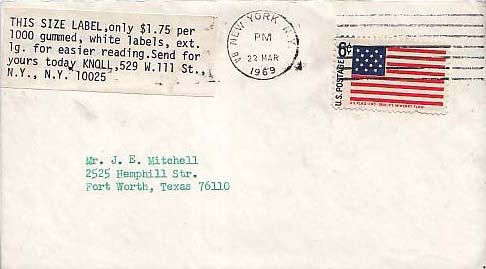 THIS SIZE LABEL,only $1.75 per
1000 gummed, white labels, ext.
lg. for easier reading.Send for
yours today KNOLL,529 W.111 St.,
N.Y., N.Y. 10025
NEW YORK, N.Y.
PM
22 MAR
1969
6¢
U.S. POSTAGE
Mr. J. E. Mitchell
2525 Hemphill Str.
Fort Worth, Texas 76110